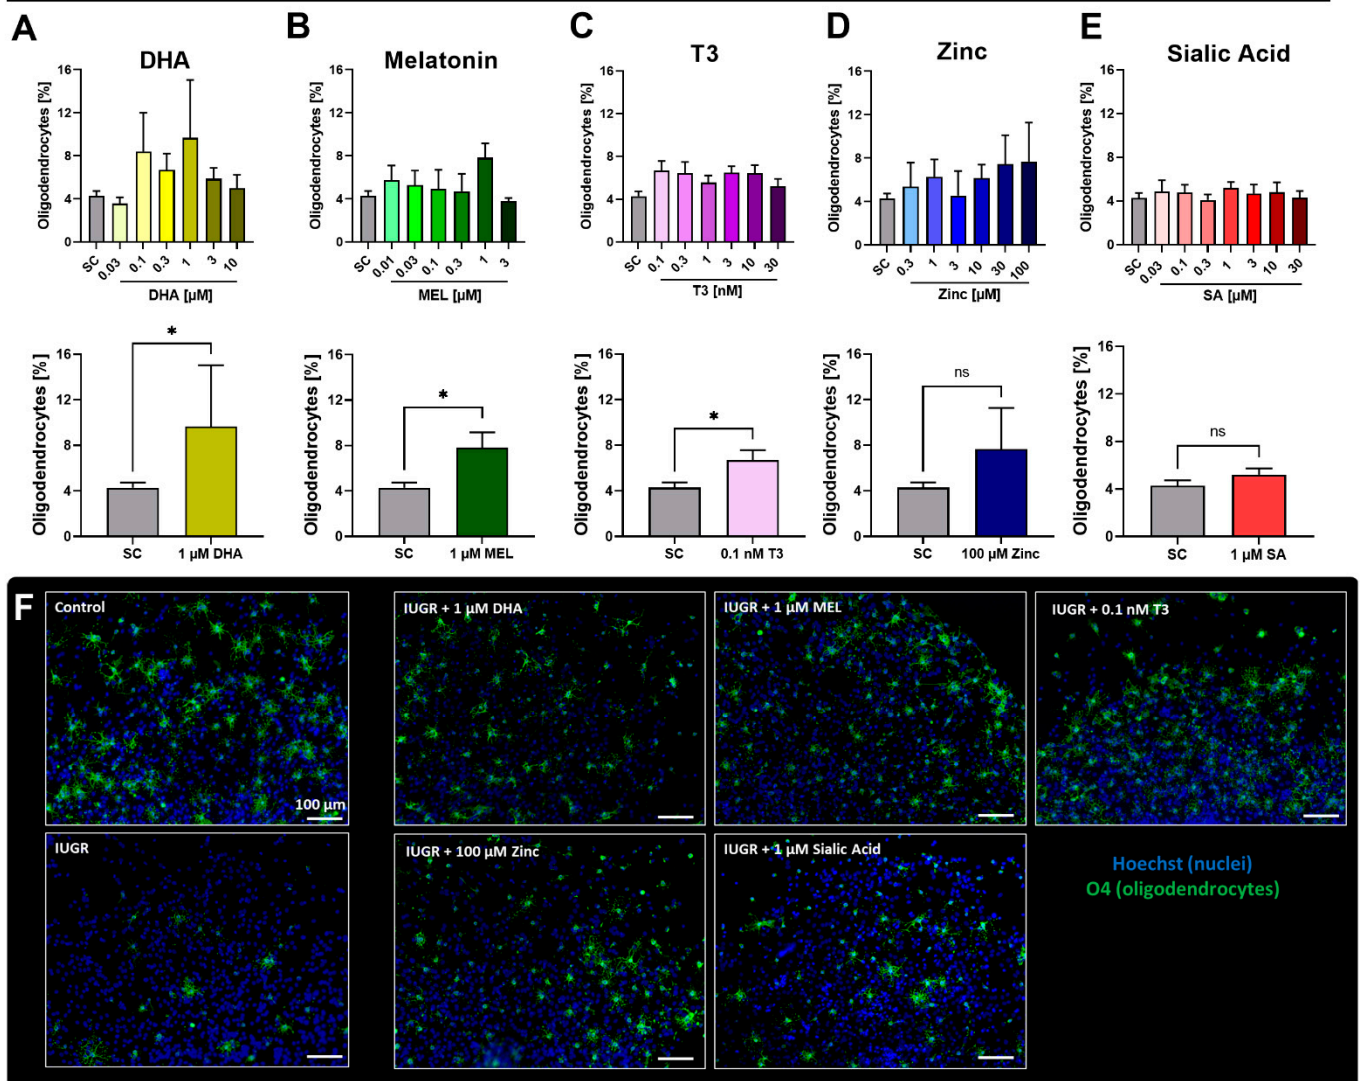 A
DHA
Oligodendrocytes [%]
16
12
8
4
0
SC
0.03
0.1
0.3
1
3
10
DHA [µM]
B
Melatonin
Oligodendrocytes [%]
16
12
8
4
0
SC
0.01
0.03
0.1
0.3
1
3
MEL [µM]
C
T3
Oligodendrocytes [%]
16
12
8
4
0
SC
0.1
0.3
1
3
10
30
T3 [nM]
D
Zinc
Oligodendrocytes [%]
16
12
8
4
0
SC
0.3
1
3
10
30
100
Zinc [µM]
E
Sialic Acid
Oligodendrocytes [%]
16
12
8
4
0
SC
0.03
0.1
0.3
1
3
10
30
SA [µM]
Oligodendrocytes [%]
16
12
8
4
0
*
SC
1 µM DHA
Oligodendrocytes [%]
16
12
8
4
0
*
SC
1 µM MEL
Oligodendrocytes [%]
16
12
8
4
0
*
SC
0.1 nM T3
Oligodendrocytes [%]
16
12
8
4
0
ns
SC
100 µM Zinc
Oligodendrocytes [%]
16
12
8
4
0
ns
SC
1 µM SA
F
Control
100 µm
IUGR + 1 µM DHA
IUGR + 1 µM MEL
IUGR + 0.1 nM T3
IUGR
IUGR + 100 µM Zinc
IUGR + 1 µM Sialic Acid
Hoechst (nuclei)
O4 (oligodendrocytes)